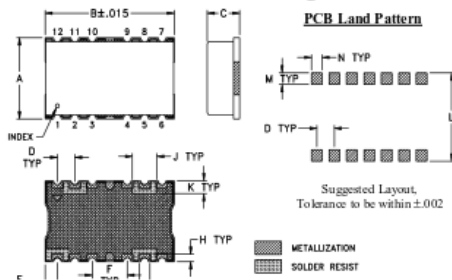 B±.015
C
12 11 10 9 8 7
A
INDEX
1 2 3 4 5 6
D
TYP
J TYP
K TYP
H TYP
F
E
PCB Land Pattern
N TYP
M TYP
L
D TYP
Suggested Layout,
Tolerance to be within ±.002
METALLIZATION
SOLDER RESIST